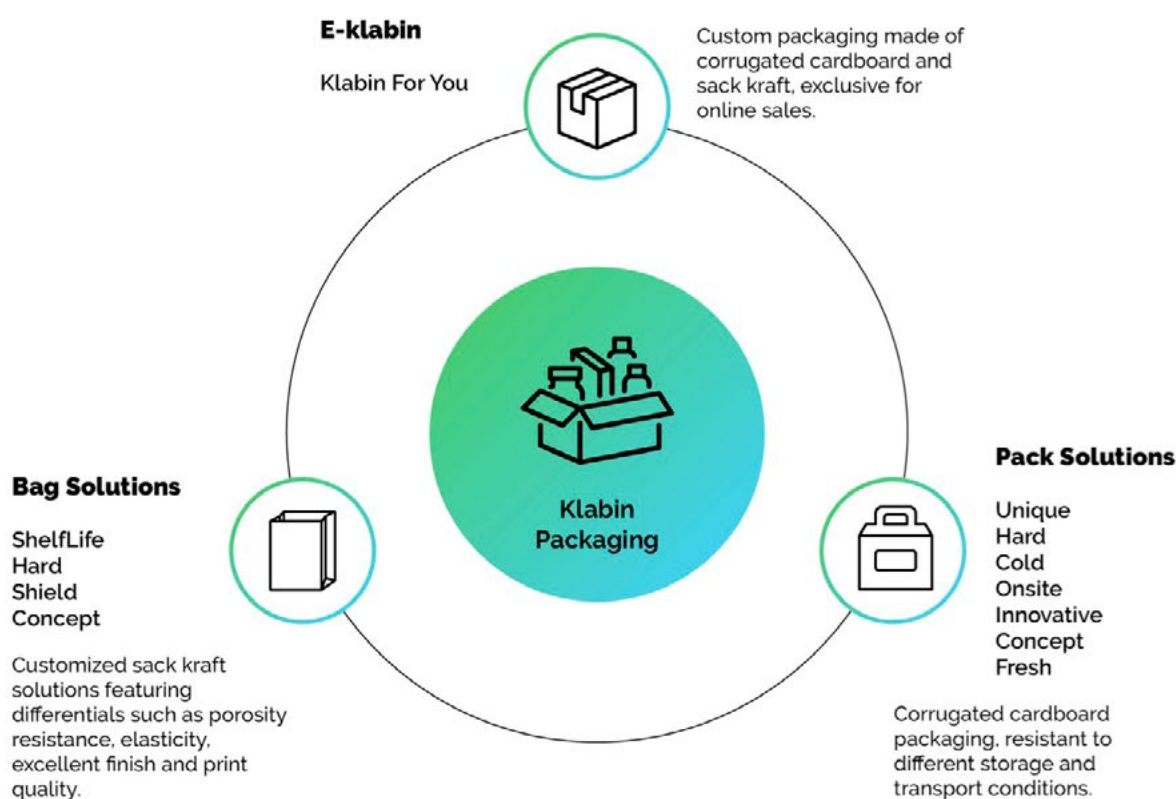 E-klabin
Klabin For You
Custom packaging made of
corrugated cardboard and
sack kraft, exclusive for
online sales.
Klabin
Packaging
Bag Solutions
ShelfLife
Hard
Shield
Concept
Customized sack kraft
solutions featuring
differentials such as porosity
resistance, elasticity,
excellent finish and print
quality.
Pack Solutions
Unique
Hard
Cold
Onsite
Innovative
Concept
Fresh
Corrugated cardboard
packaging, resistant to
different storage and
transport conditions.